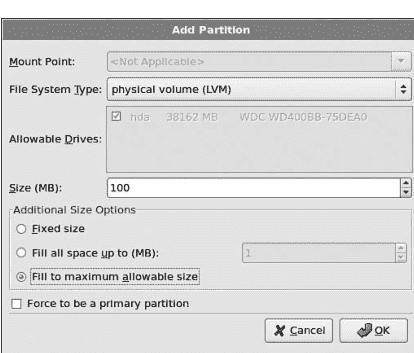 Add Partition
Mount Point: <Not Applicable>
File System Type: physical volume (LVM)
Allowable Drives:
hda 38162 MB WDC WD400BB-75DEA0
Size (MB): 100
Additional Size Options
Fixed size
Fill all space up to (MB): 1
Fill to maximum allowable size
Force to be a primary partition
Cancel OK